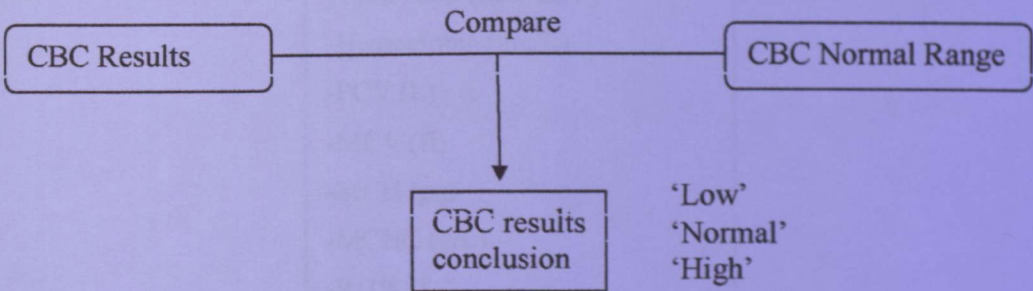 Compare
CBC Results
CBC Normal Range
CBC results
conclusion
‘Low’
‘Normal’
‘High’